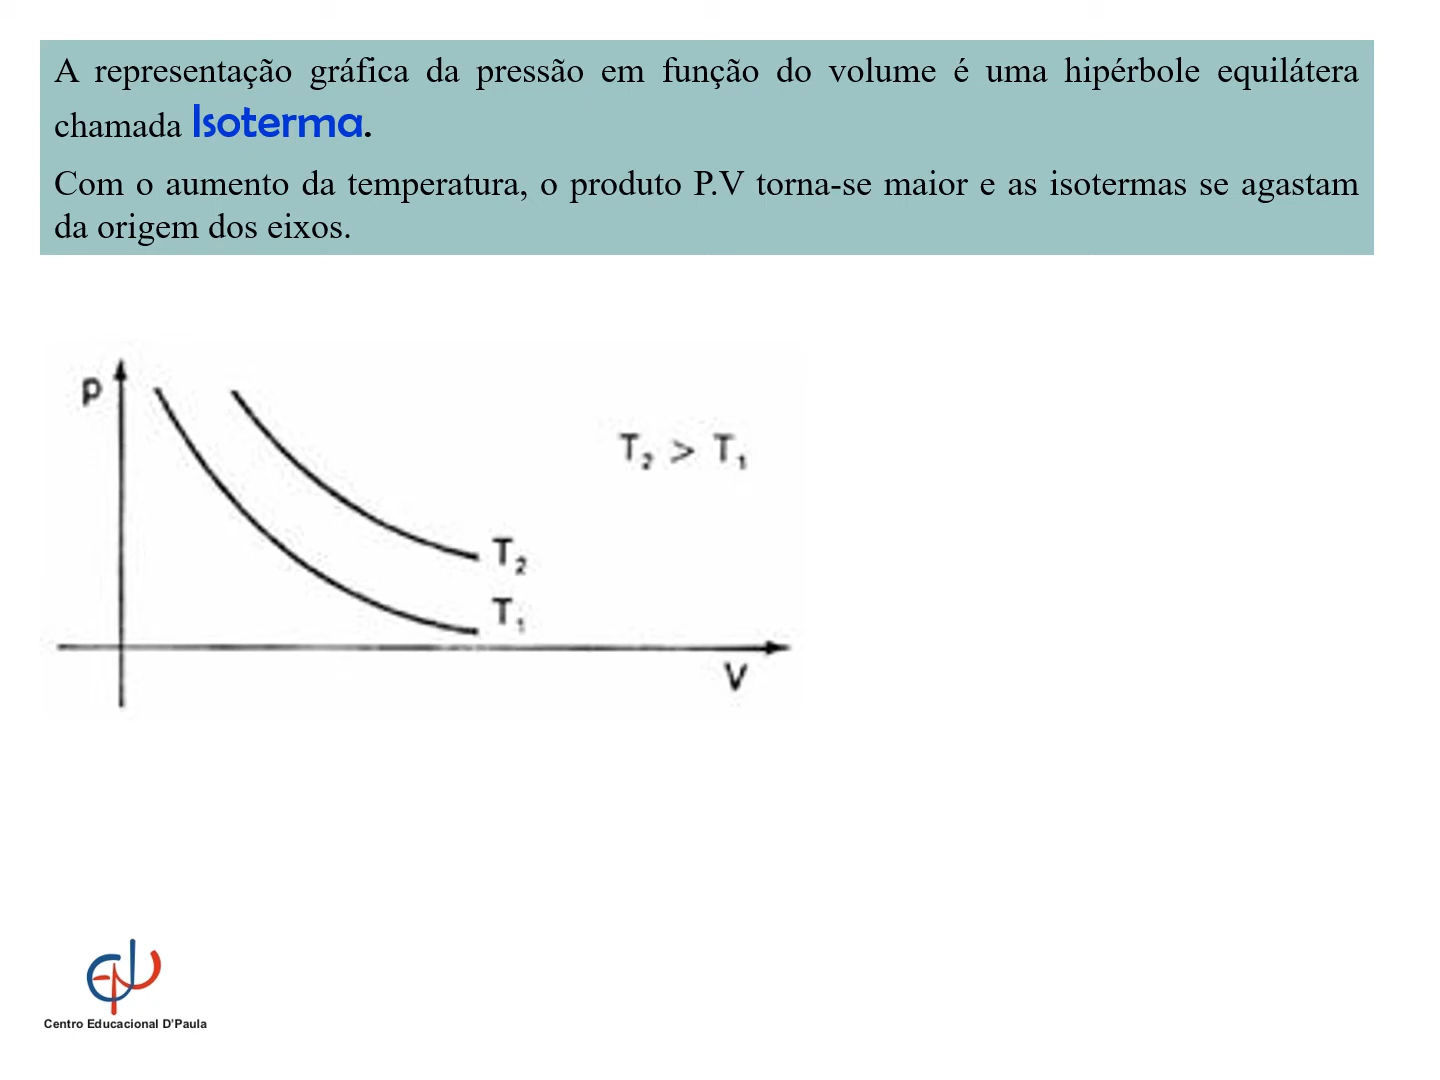 A representação gráfica da pressão em função do volume é uma hipérbole equilátera
chamada Isoterma.
Com o aumento da temperatura, o produto P.V torna-se maior e as isotermas se agastam
da origem dos eixos.
P
T₂ > T₁
T₂
T₁
V
Centro Educacional D'Paula